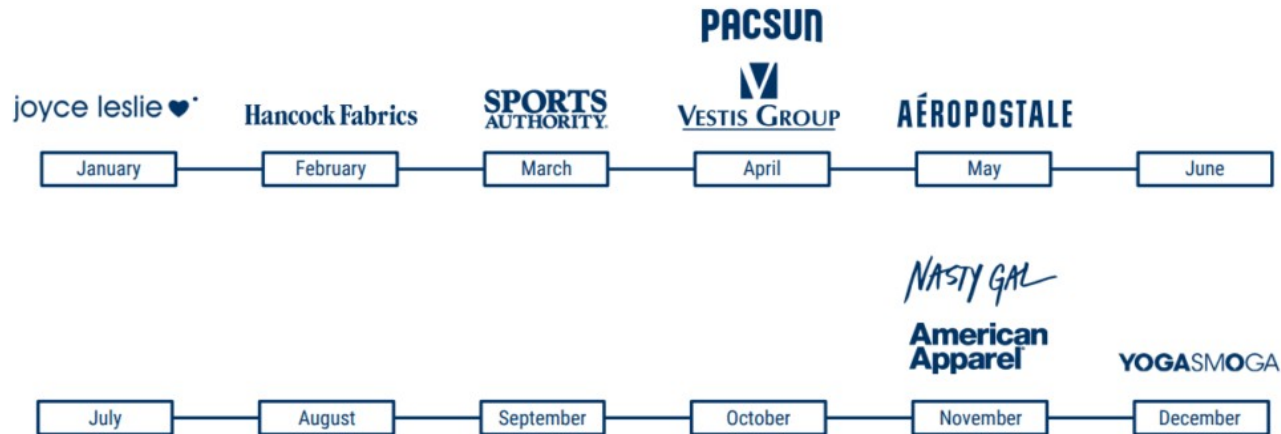 PACSUN
joyce leslie
Hancock Fabrics
SPORTS
AUTHORITY.
VESTIS GROUP
AÉROPOSTALE
January
February
March
April
May
June
NASTY GAL
American
Apparel
YOGASMOGA
July
August
September
October
November
December